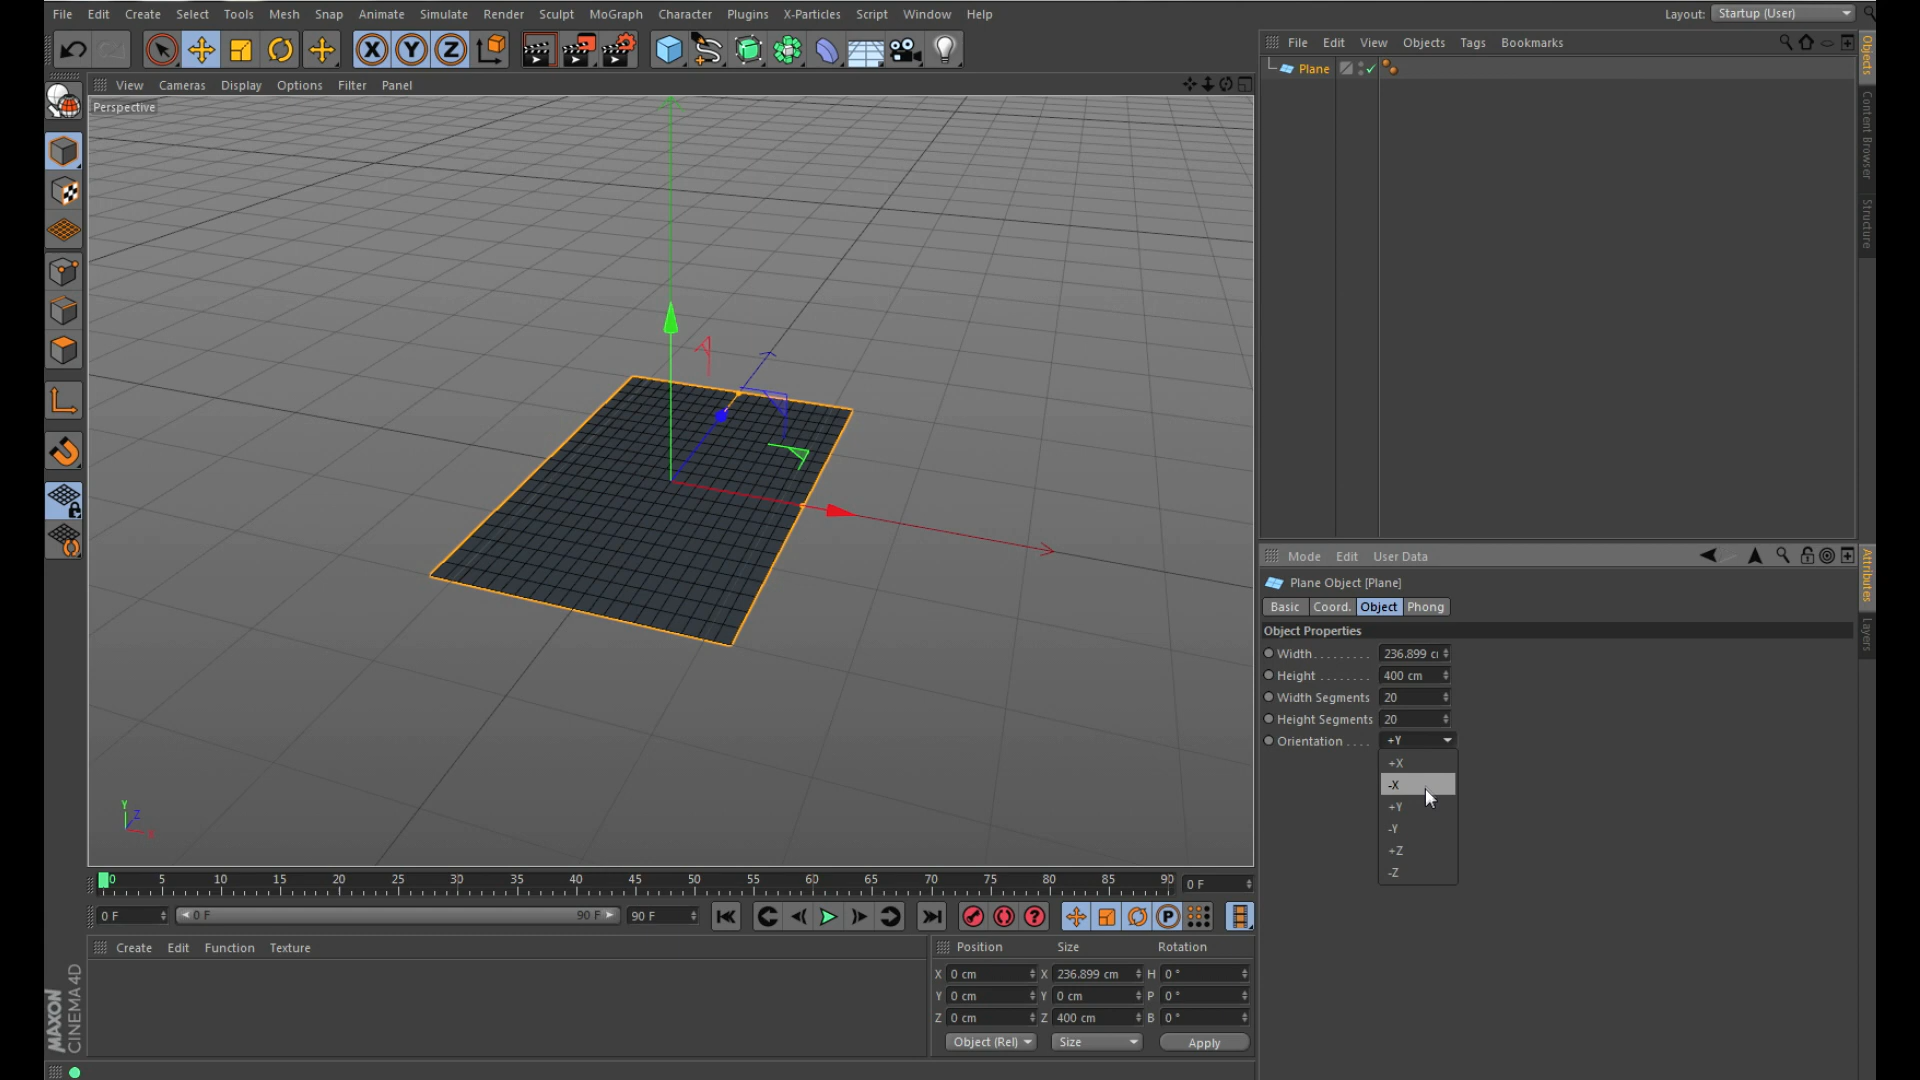 File Edit Create Select Tools Mesh Snap Animate Simulate Render Sculpt MoGraph Character Plugins X-Particles Script Window Help
Layout: Startup (User)
X Y Z
File Edit View Objects Tags Bookmarks
View Cameras Display Options Filter Panel
Perspective
Plane
Objects
Content Browser
Structure
Mode Edit User Data
Plane Object [Plane]
Basic Coord. Object Phong
Object Properties
Width 236.899 c
Height 400 cm
Width Segments 20
Height Segments 20
Orientation +Y
+X
-X
+Y
-Y
+Z
-Z
Attributes
Layers
Y
Z
X
0 5 10 15 20 25 30 35 40 45 50 55 60 65 70 75 80 85 90 0 F
0 F 0 F 90 F 90 F
P
Create Edit Function Texture
Position Size Rotation
X 0 cm X 236.899 cm H 0 °
Y 0 cm Y 0 cm P 0 °
Z 0 cm Z 400 cm B 0 °
Object (Rel) Size Apply
MAXON
CINEMA 4D